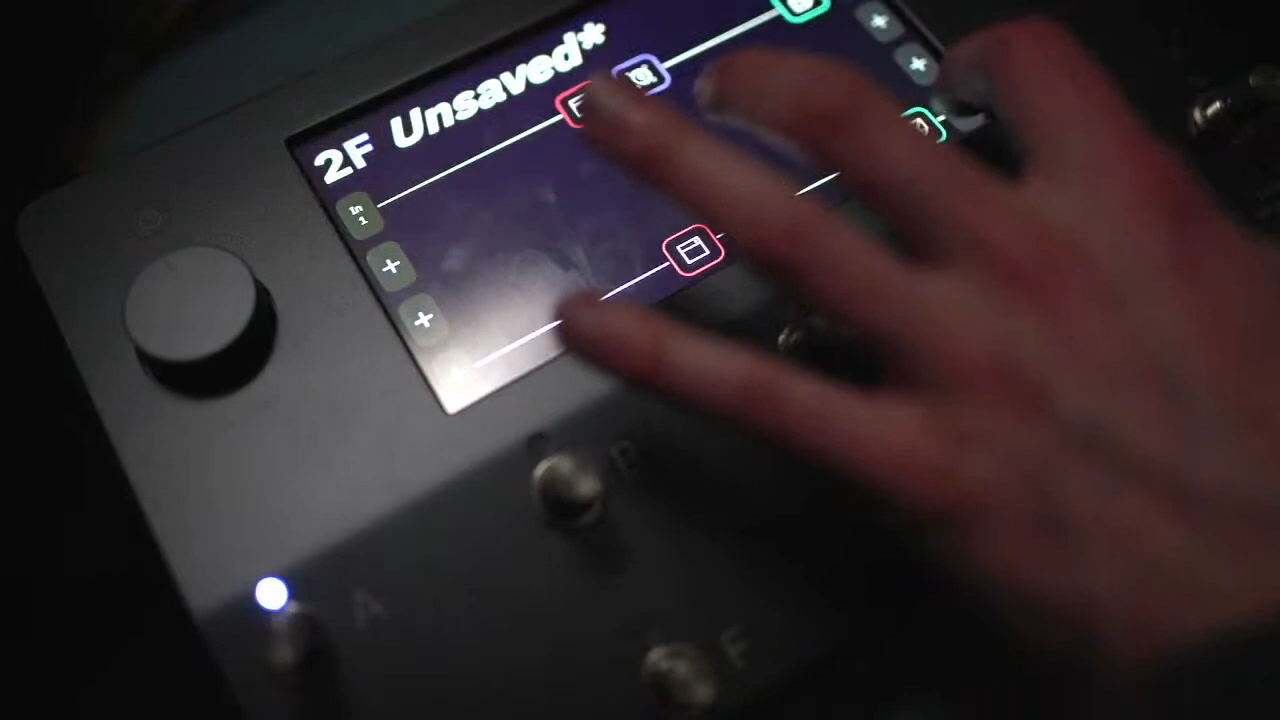 2F Unsaved*
In
1
+
+
+
+
A
F